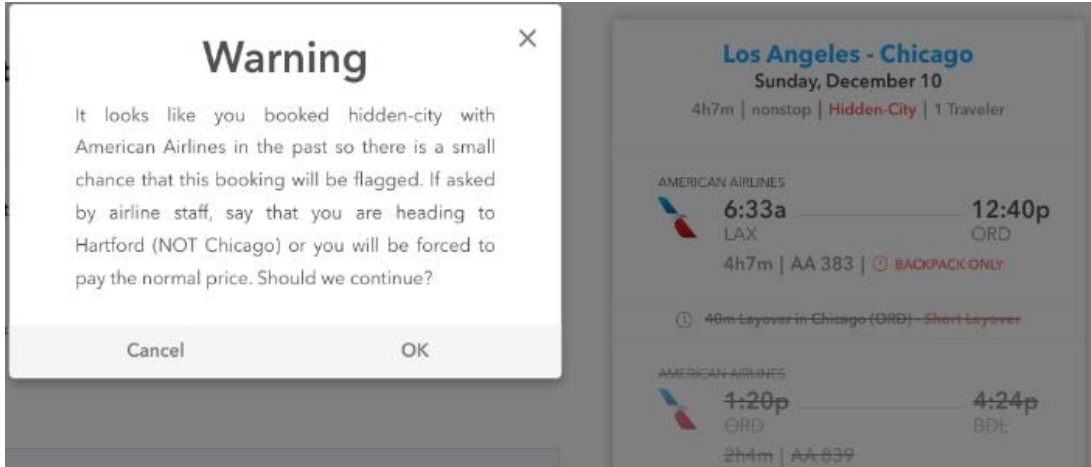 Warning
It looks like you booked hidden-city with
American Airlines in the past so there is a small
chance that this booking will be flagged. If asked
by airline staff, say that you are heading to
Hartford (NOT Chicago) or you will be forced to
pay the normal price. Should we continue?
Cancel OK
Los Angeles - Chicago
Sunday, December 10
4h7m | nonstop | Hidden-City | 1 Traveler
AMERICAN AIRLINES
6:33a 12:40p
LAX ORD
4h7m | AA 383 | BACKPACK ONLY
40m Layover in Chicago (ORD) - Short Layover
AMERICAN AIRLINES
1:20p 4:24p
ORD BDL
2h4m | AA 839